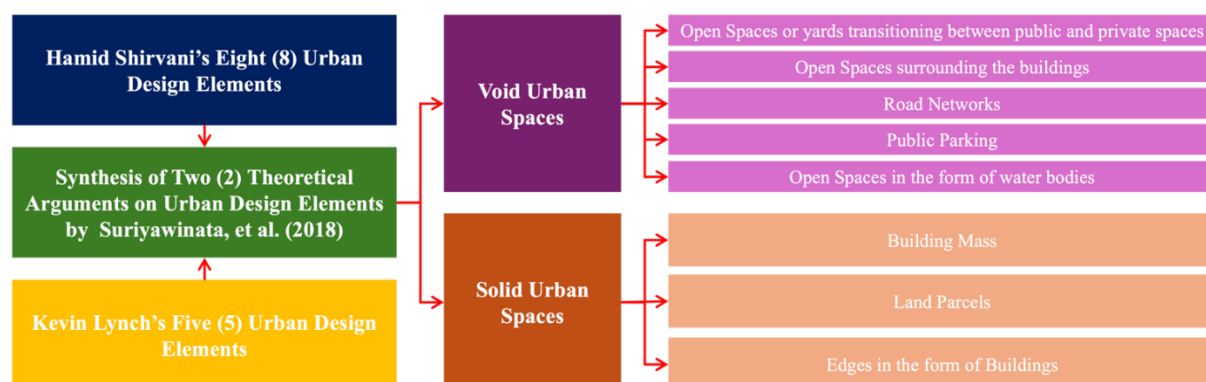 Hamid Shirvani’s Eight (8) Urban
Design Elements
Synthesis of Two (2) Theoretical
Arguments on Urban Design Elements
by Suriyawinata, et al. (2018)
Kevin Lynch’s Five (5) Urban Design
Elements
Void Urban
Spaces
Solid Urban
Spaces
Open Spaces or yards transitioning between public and private spaces
Open Spaces surrounding the buildings
Road Networks
Public Parking
Open Spaces in the form of water bodies
Building Mass
Land Parcels
Edges in the form of Buildings